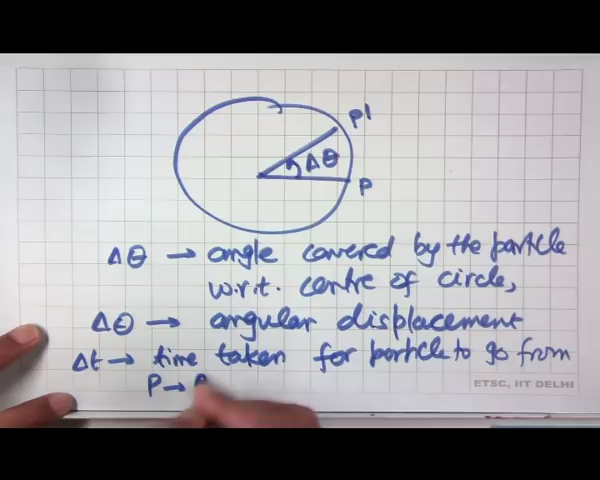 P'
Δθ
P
Δθ → angle covered by the particle
w.r.t. centre of circle,
Δθ → angular displacement
Δt → time taken for particle to go from
P →
ETSC, IIT DELHI